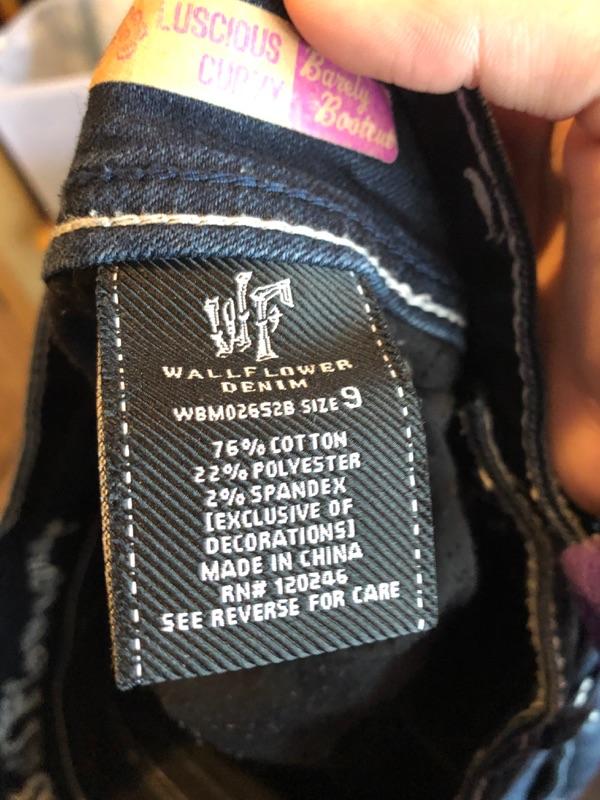 LUSCIOUS
CURVY
Barely
Bootcut
WF
WALLFLOWER
DENIM
WBM02652B SIZE 9
76% COTTON
22% POLYESTER
2% SPANDEX
[EXCLUSIVE OF
DECORATIONS]
MADE IN CHINA
RN# 120246
SEE REVERSE FOR CARE